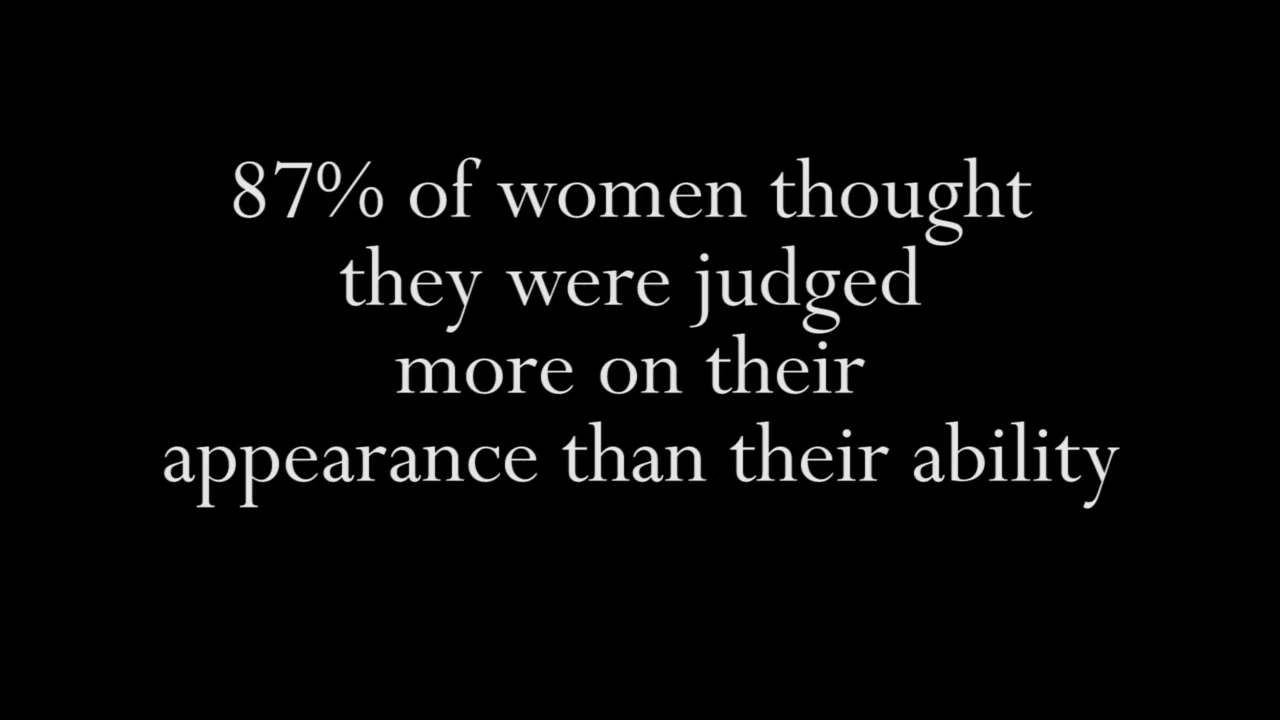 87% of women thought
they were judged
more on their
appearance than their ability